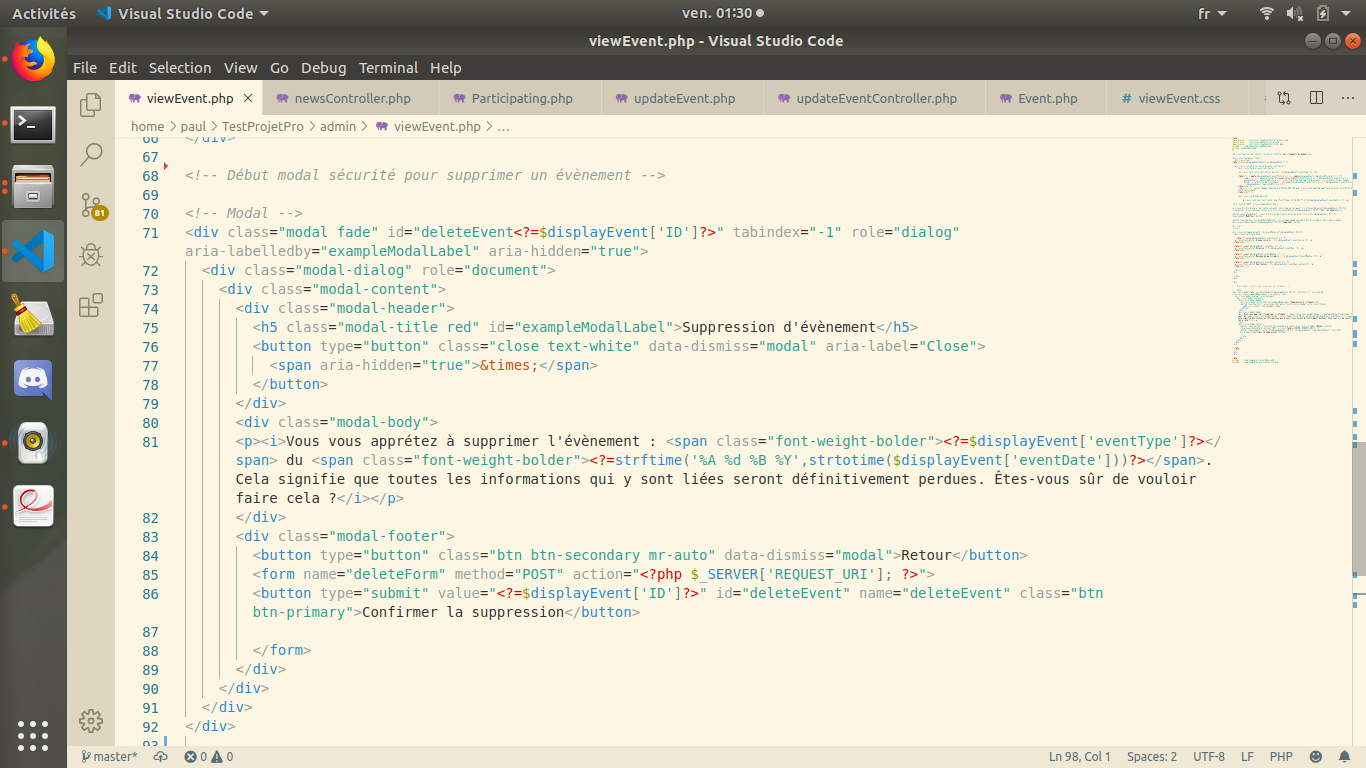 Activités Visual Studio Code ven. 01:30 fr
viewEvent.php - Visual Studio Code
File Edit Selection View Go Debug Terminal Help
viewEvent.php newsController.php Participating.php updateEvent.php updateEventController.php Event.php # viewEvent.css
home > paul > TestProjetPro > admin > viewEvent.php > ...
66 </div>
67
68 <!-- Début modal sécurité pour supprimer un évènement -->
69
70 <!-- Modal -->
71 <div class="modal fade" id="deleteEvent<?=$displayEvent['ID']?>" tabindex="-1" role="dialog"
aria-labelledby="exampleModalLabel" aria-hidden="true">
72 <div class="modal-dialog" role="document">
73 <div class="modal-content">
74 <div class="modal-header">
75 <h5 class="modal-title red" id="exampleModalLabel">Suppression d'évènement</h5>
76 <button type="button" class="close text-white" data-dismiss="modal" aria-label="Close">
77 <span aria-hidden="true">&times;</span>
78 </button>
79 </div>
80 <div class="modal-body">
81 <p><i>Vous vous apprétez à supprimer l'évènement : <span class="font-weight-bolder"><?=$displayEvent['eventType']?></
span> du <span class="font-weight-bolder"><?=strftime('%A %d %B %Y',strtotime($displayEvent['eventDate']))?></span>.
Cela signifie que toutes les informations qui y sont liées seront définitivement perdues. Êtes-vous sûr de vouloir
faire cela ?</i></p>
82 </div>
83 <div class="modal-footer">
84 <button type="button" class="btn btn-secondary mr-auto" data-dismiss="modal">Retour</button>
85 <form name="deleteForm" method="POST" action="<?php $_SERVER['REQUEST_URI']; ?>">
86 <button type="submit" value="<?=$displayEvent['ID']?>" id="deleteEvent" name="deleteEvent" class="btn
btn-primary">Confirmer la suppression</button>
87
88 </form>
89 </div>
90 </div>
91 </div>
92 </div>
93
81
master* 0 0 Ln 98, Col 1 Spaces: 2 UTF-8 LF PHP